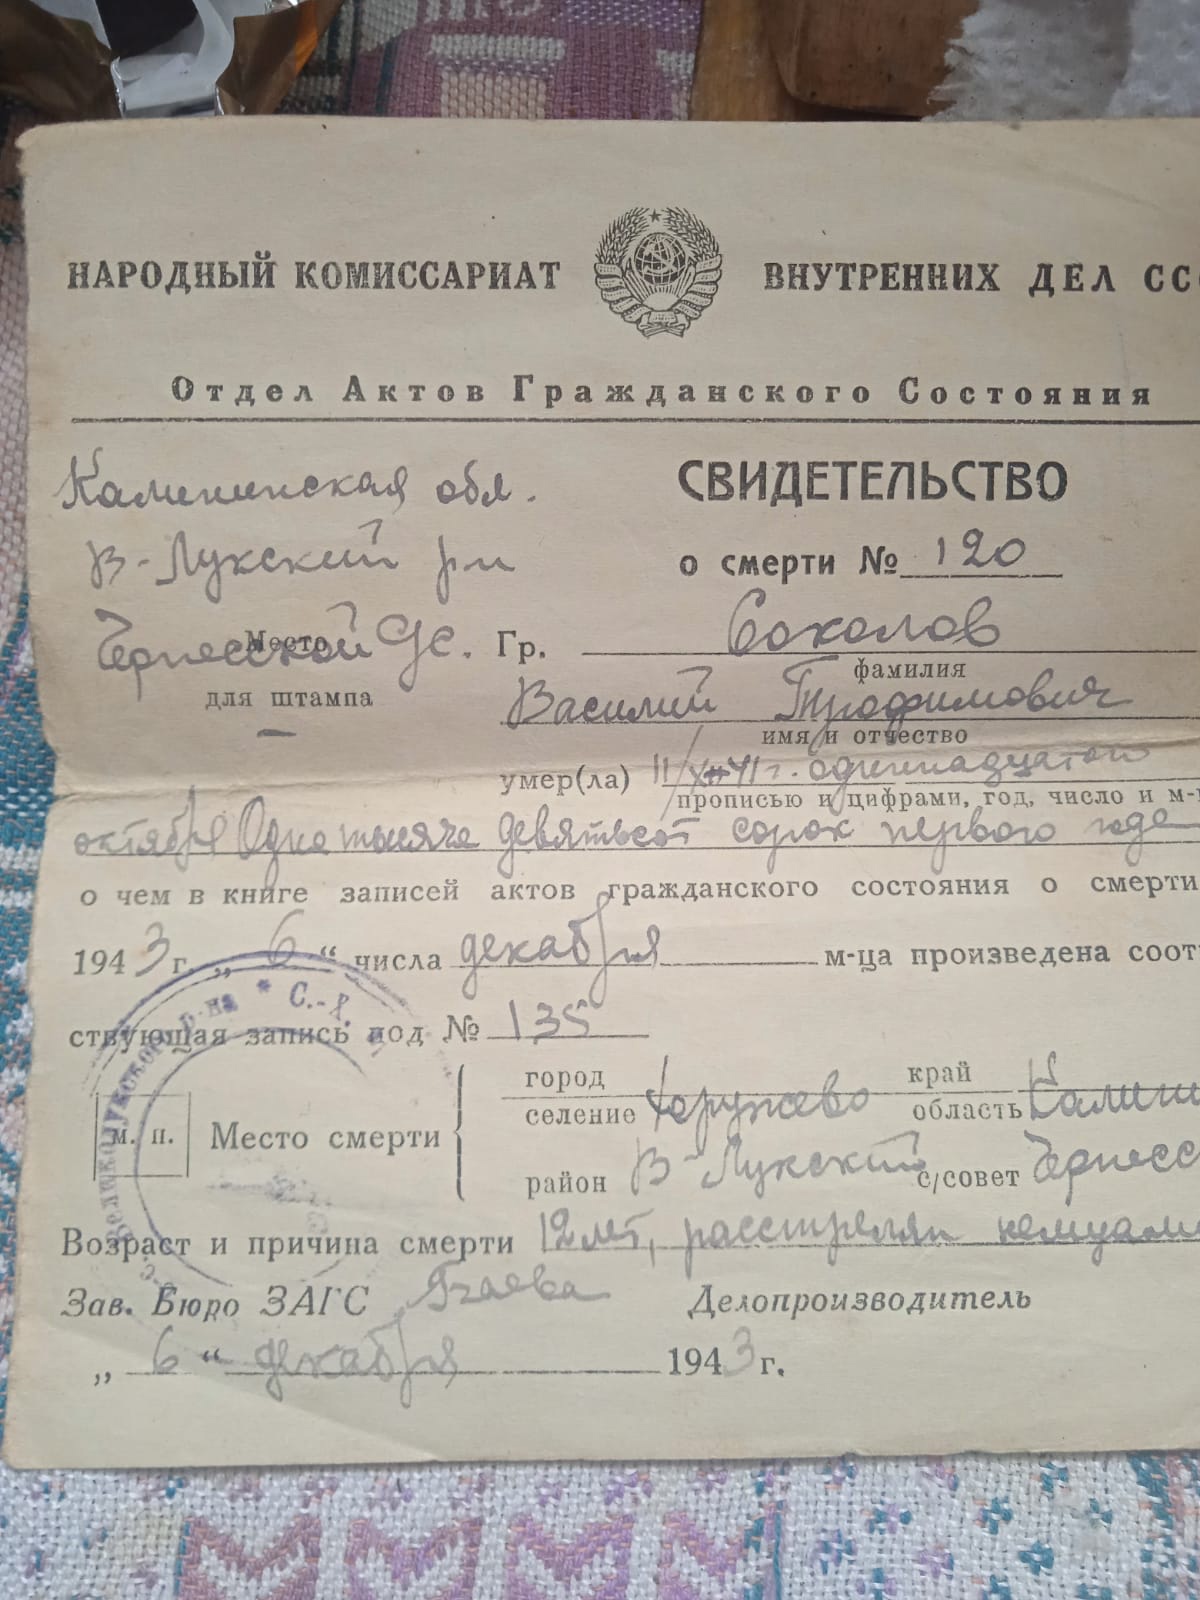 НАРОДНЫЙ КОМИССАРИАТ ВНУТРЕННИХ ДЕЛ СС
Отдел Актов Гражданского Состояния
Калининская обл.
СВИДЕТЕЛЬСТВО
В-Лукский р-н
о смерти № 120
Место
Гр. Соколов
фамилия
для штампа
Василий Трофимович
имя и отчество
умер(ла) 11/X-41 г. одиннадцатого
прописью и цифрами, год, число и м-
октября Одна тысяча девятьсот сорок первого года
о чем в книге записей актов гражданского состояния о смерти
1943 г. „ 6 “ числа декабря м-ца произведена соот
ствующая запись под № 135
С.-Х.
Великолукского р-на
м. п.
Место смерти
город
селение
край
область Калини
район В-Лукский с/совет
Возраст и причина смерти 12 лет, расстрелян немцами
Зав. Бюро ЗАГС
Делопроизводитель
„ 6 “ декабря 1943 г.